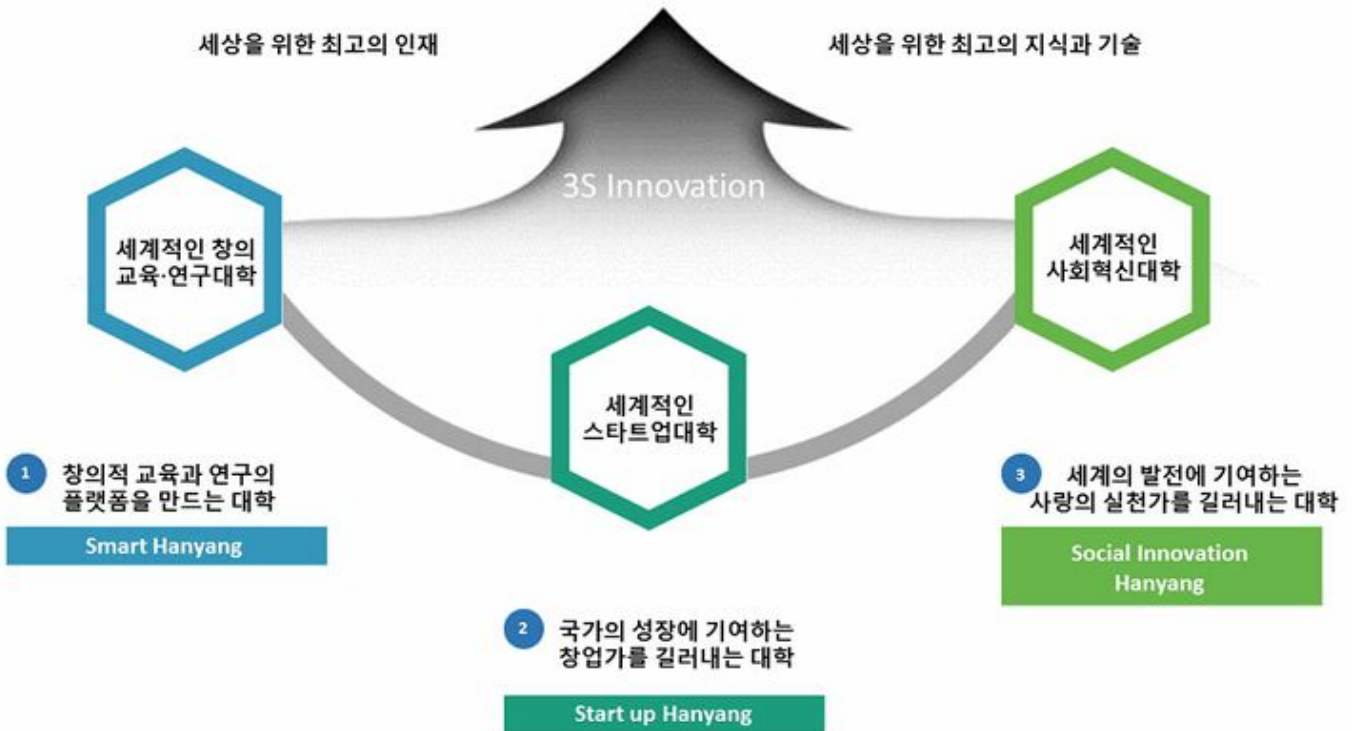 세상을 위한 최고의 인재
세상을 위한 최고의 지식과 기술
3S Innovation
세계적인 창의
교육·연구대학
세계적인
스타트업대학
세계적인
사회혁신대학
1
창의적 교육과 연구의
플랫폼을 만드는 대학
Smart Hanyang
2
국가의 성장에 기여하는
창업가를 길러내는 대학
Start up Hanyang
3
세계의 발전에 기여하는
사랑의 실천가를 길러내는 대학
Social Innovation
Hanyang